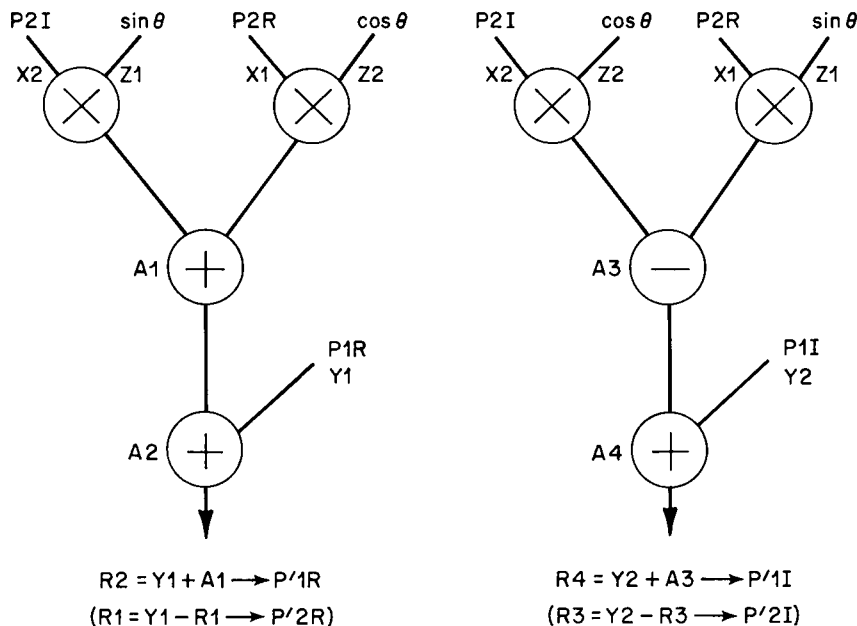 P2I sin θ P2R cos θ P2I cos θ P2R sin θ
X2 Z1 X1 Z2 X2 Z2 X1 Z1
A1 + A3 −
P1R P1I
Y1 Y2
A2 + A4 +
R2 = Y1 + A1 → P′1R R4 = Y2 + A3 → P′1I
(R1 = Y1 − R1 → P′2R) (R3 = Y2 − R3 → P′2I)